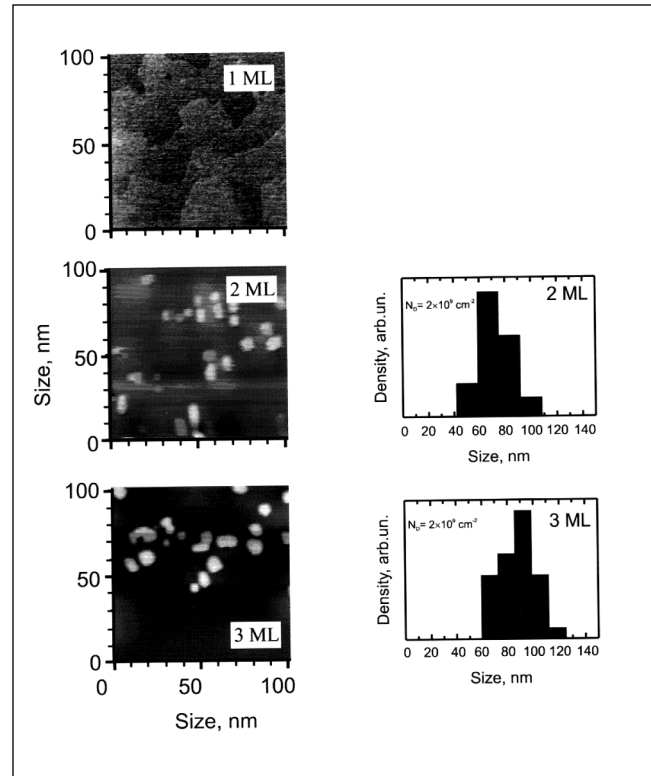 100
1 ML
50
0
100
2 ML
Size, nm
50
0
100
50
3 ML
0
0 50 100
Size, nm
2 ML
N_D= 2×10⁹ cm⁻²
Density, arb.un.
0 20 40 60 80 100 120 140
Size, nm
3 ML
N_D= 2×10⁹ cm⁻²
Density, arb.un.
0 20 40 60 80 100 120 140
Size, nm